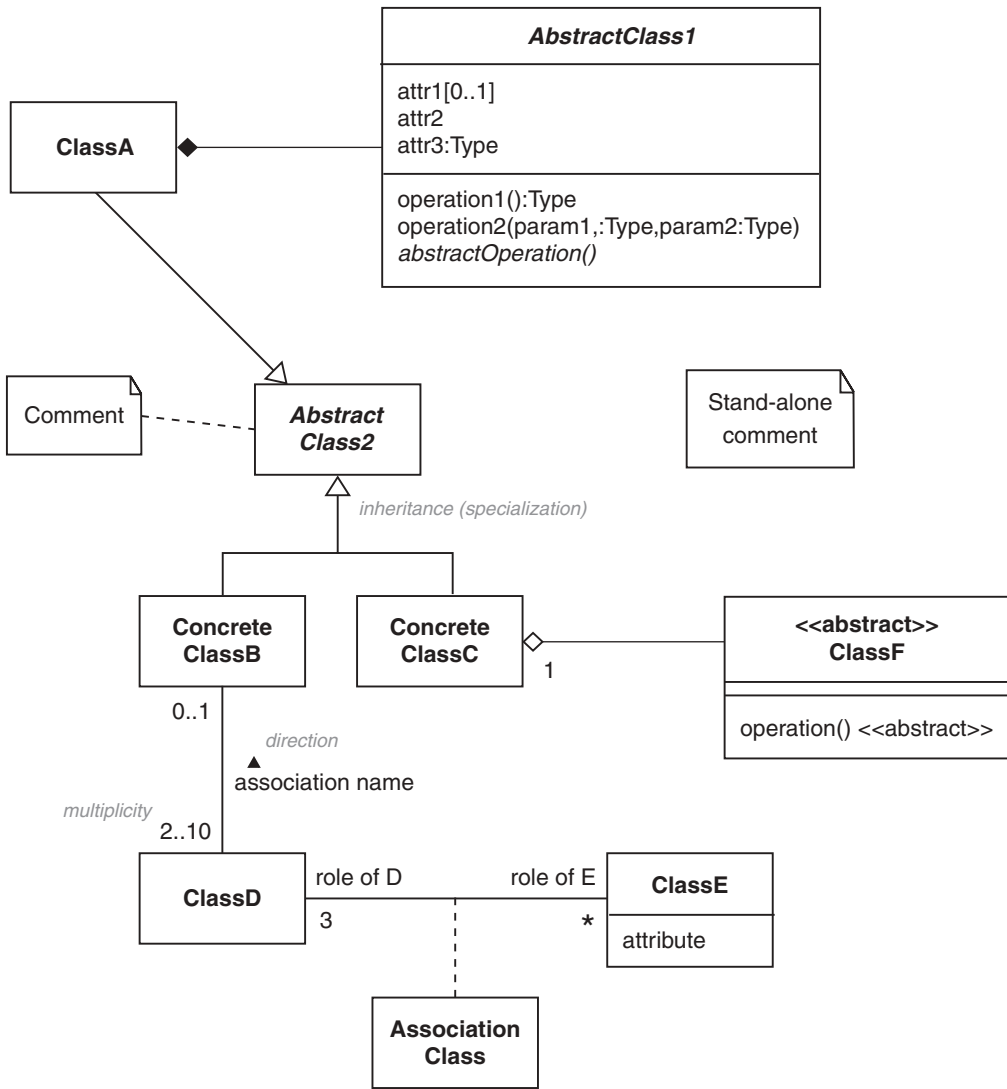 AbstractClass1
attr1[0..1]
attr2
attr3:Type
ClassA
operation1():Type
operation2(param1,:Type,param2:Type)
abstractOperation()
Comment
Abstract
Class2
Stand-alone
comment
inheritance (specialization)
Concrete
ClassB
Concrete
ClassC
1
<<abstract>>
ClassF
operation() <<abstract>>
0..1
direction
▲
association name
multiplicity
2..10
ClassD
role of D
3
role of E
*
ClassE
attribute
Association
Class